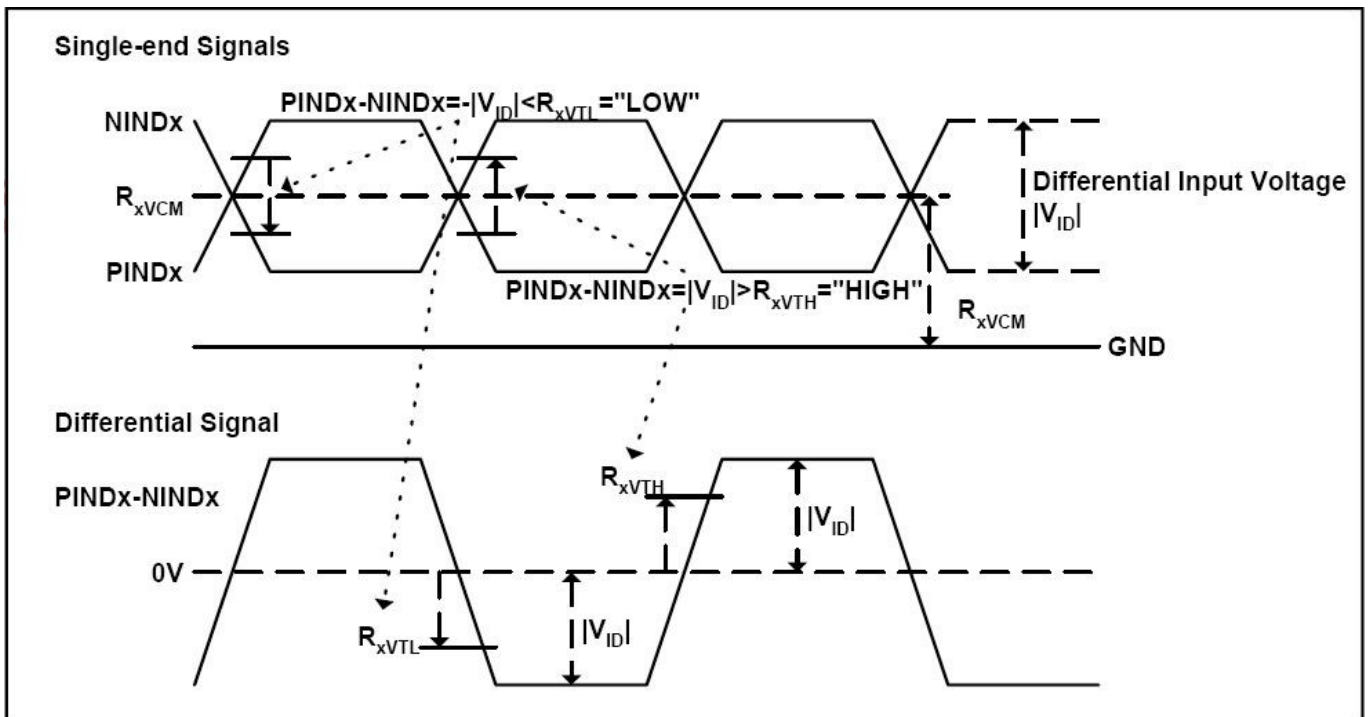 Single-end Signals
PINDx-NINDx=-|VID|<RxVTL="LOW"
NINDx
RxVCM
Differential Input Voltage
|VID|
PINDx
PINDx-NINDx=|VID|>RxVTH="HIGH"
RxVCM
GND
Differential Signal
RxVTH
PINDx-NINDx
|VID|
0V
RxVTL
|VID|